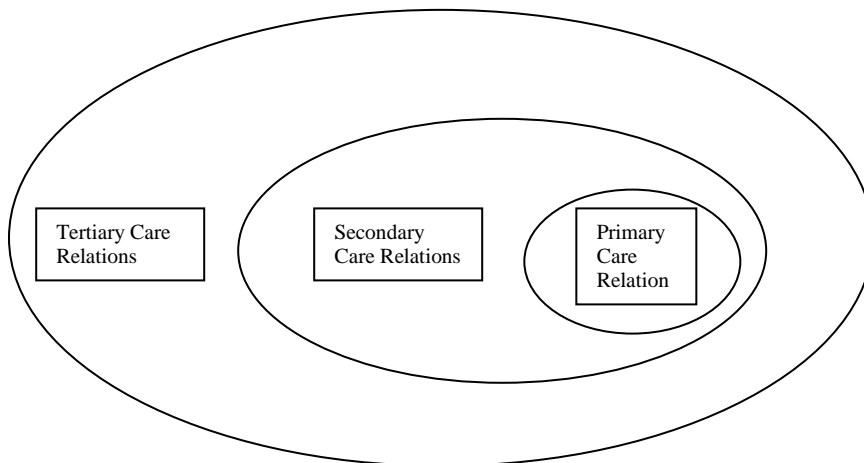 Tertiary Care
Relations
Secondary
Care Relations
Primary
Care
Relation